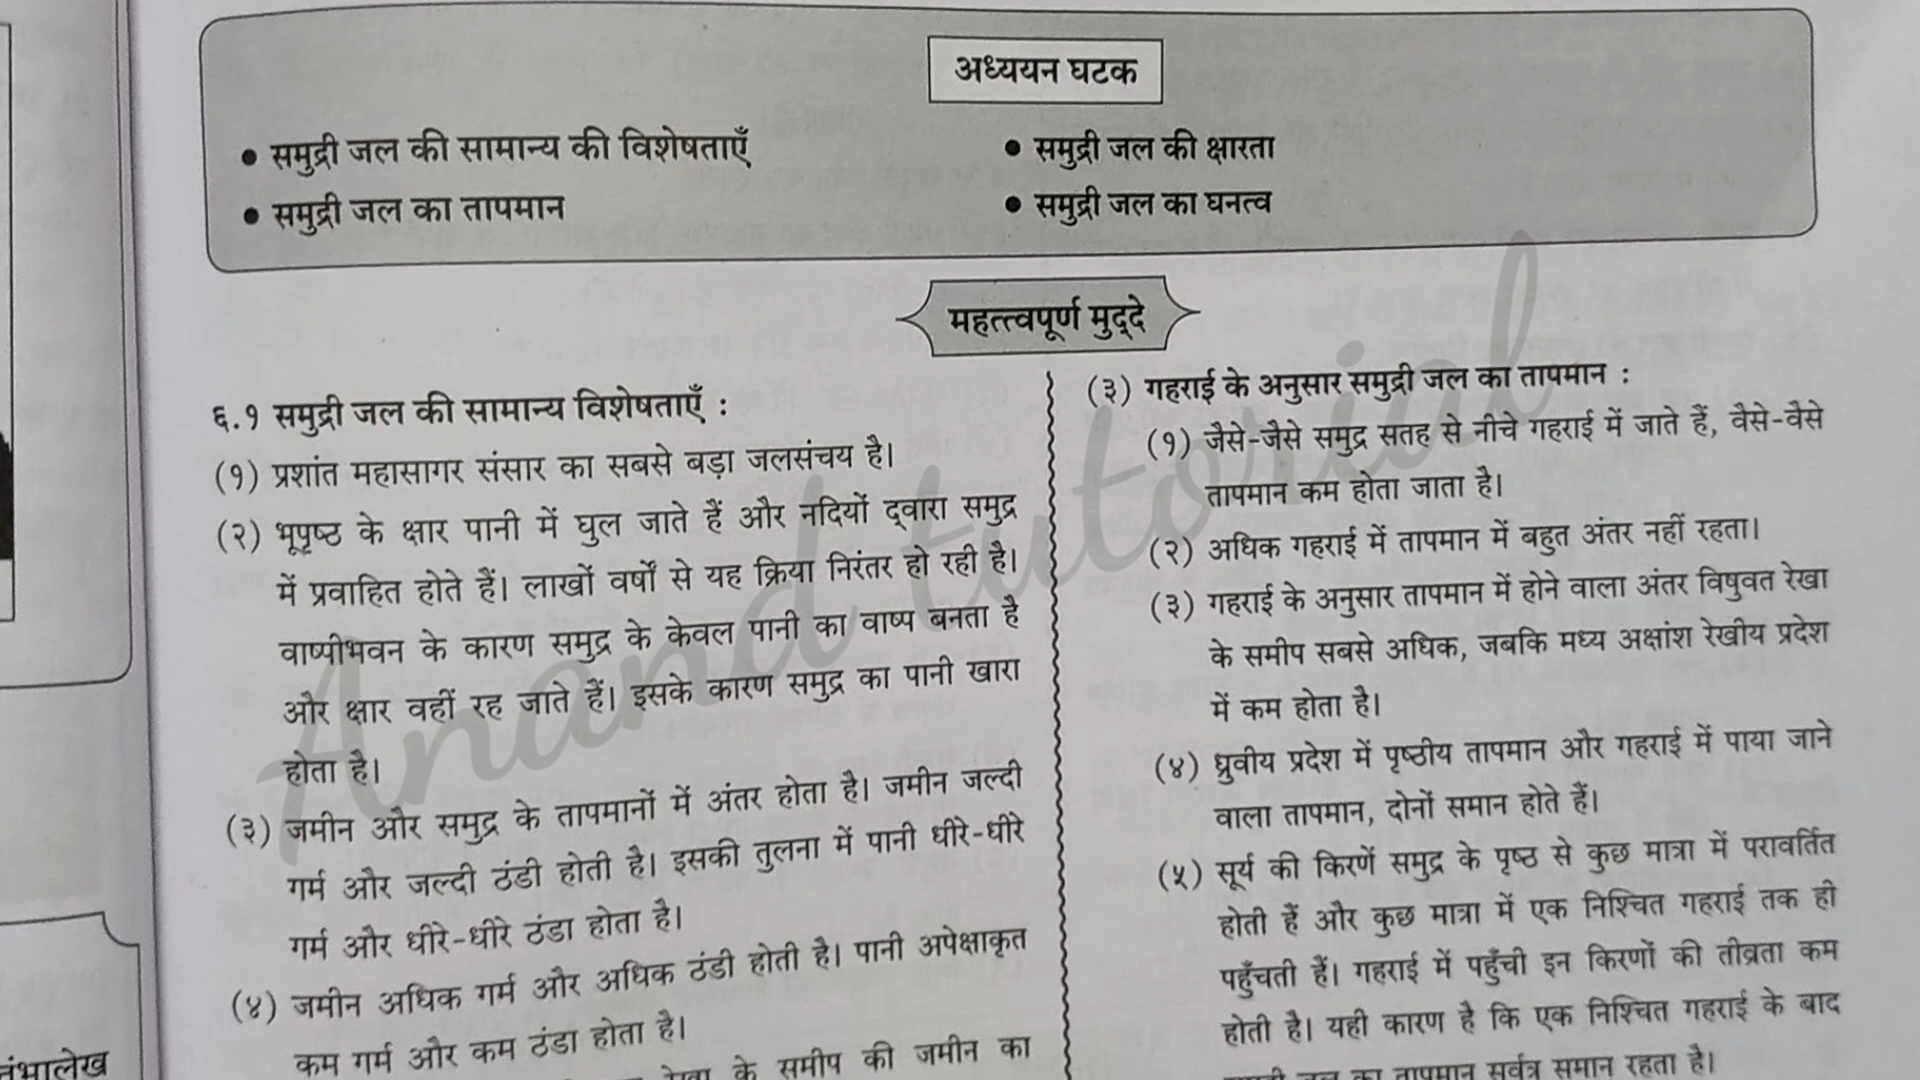 अध्ययन घटक
• समुद्री जल की सामान्य की विशेषताएँ
• समुद्री जल का तापमान
• समुद्री जल की क्षारता
• समुद्री जल का घनत्व
महत्त्वपूर्ण मुद्‌दे
६.१ समुद्री जल की सामान्य विशेषताएँ :
(१) प्रशांत महासागर संसार का सबसे बड़ा जलसंचय है।
(२) भूपृष्ठ के क्षार पानी में घुल जाते हैं और नदियों द्‌वारा समुद्र
में प्रवाहित होते हैं। लाखों वर्षों से यह क्रिया निरंतर हो रही है।
वाष्पीभवन के कारण समुद्र के केवल पानी का वाष्प बनता है
और क्षार वहीं रह जाते हैं। इसके कारण समुद्र का पानी खारा
होता है।
(३) जमीन और समुद्र के तापमानों में अंतर होता है। जमीन जल्दी
गर्म और जल्दी ठंडी होती है। इसकी तुलना में पानी धीरे-धीरे
गर्म और धीरे-धीरे ठंडा होता है।
(४) जमीन अधिक गर्म और अधिक ठंडी होती है। पानी अपेक्षाकृत
कम गर्म और कम ठंडा होता है।
के समीप की जमीन का
(३) गहराई के अनुसार समुद्री जल का तापमान :
(१) जैसे-जैसे समुद्र सतह से नीचे गहराई में जाते हैं, वैसे-वैसे
तापमान कम होता जाता है।
(२) अधिक गहराई में तापमान में बहुत अंतर नहीं रहता।
(३) गहराई के अनुसार तापमान में होने वाला अंतर विषुवत रेखा
के समीप सबसे अधिक, जबकि मध्य अक्षांश रेखीय प्रदेश
में कम होता है।
(४) ध्रुवीय प्रदेश में पृष्ठीय तापमान और गहराई में पाया जाने
वाला तापमान, दोनों समान होते हैं।
(५) सूर्य की किरणें समुद्र के पृष्ठ से कुछ मात्रा में परावर्तित
होती हैं और कुछ मात्रा में एक निश्चित गहराई तक ही
पहुँचती हैं। गहराई में पहुँची इन किरणों की तीव्रता कम
होती है। यही कारण है कि एक निश्चित गहराई के बाद
जल का तापमान सर्वत्र समान रहता है।
Anand tutorial